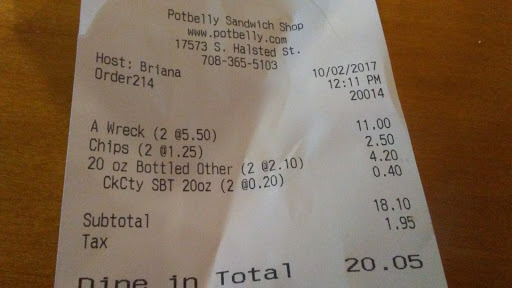 Potbelly Sandwich Shop
www.potbelly.com
17573 S. Halsted St.
708-365-5103
Host: Briana 10/02/2017
Order214 12:11 PM
20014
A Wreck (2 @5.50) 11.00
Chips (2 @1.25) 2.50
20 oz Bottled Other (2 @2.10) 4.20
CkCty SBT 20oz (2 @0.20) 0.40
Subtotal 18.10
Tax 1.95
Dine in Total 20.05